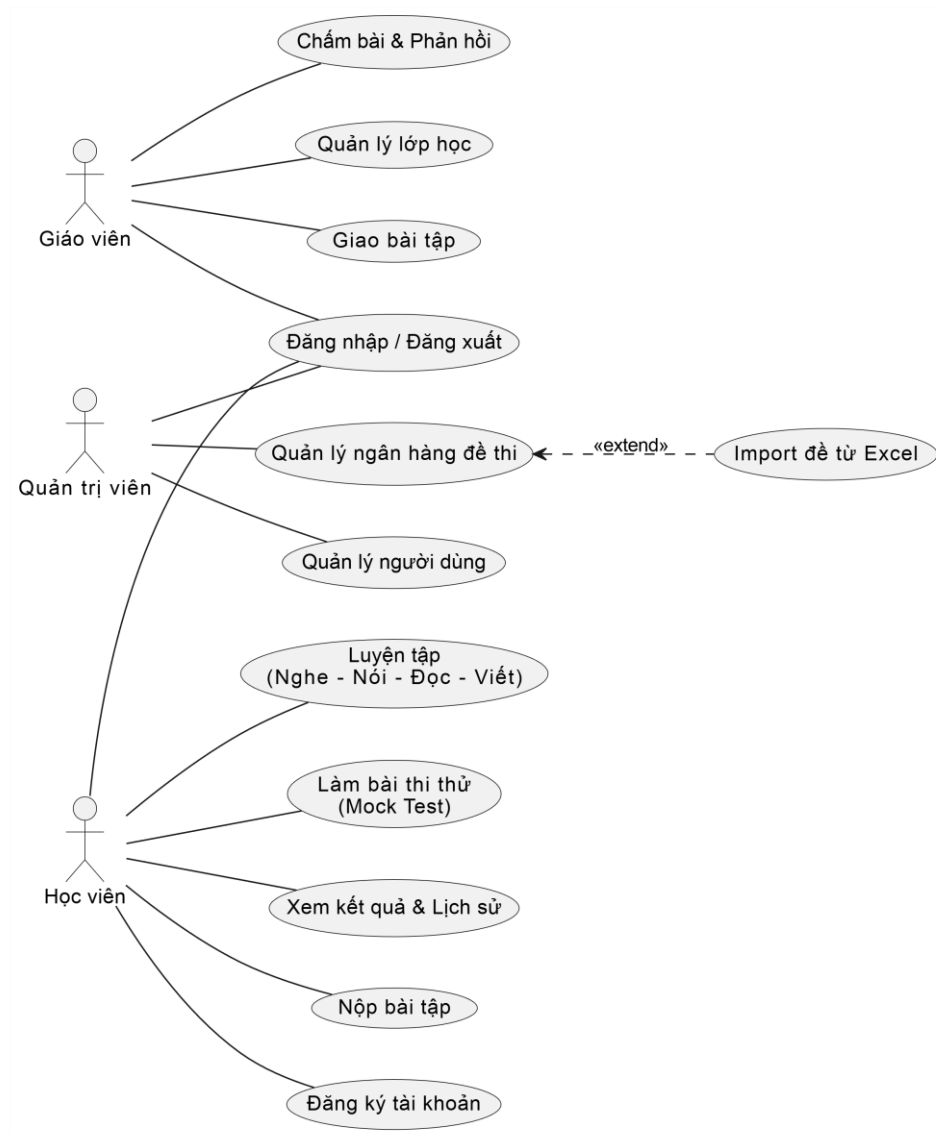 Chấm bài & Phản hồi
Quản lý lớp học
Giáo viên
Giao bài tập
Đăng nhập / Đăng xuất
Quản lý ngân hàng đề thi
«extend»
Import đề từ Excel
Quản trị viên
Quản lý người dùng
Luyện tập
(Nghe - Nói - Đọc - Viết)
Làm bài thi thử
(Mock Test)
Học viên
Xem kết quả & Lịch sử
Nộp bài tập
Đăng ký tài khoản